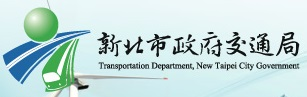 新北市政府交通局
Transportation Department, New Taipei City Government